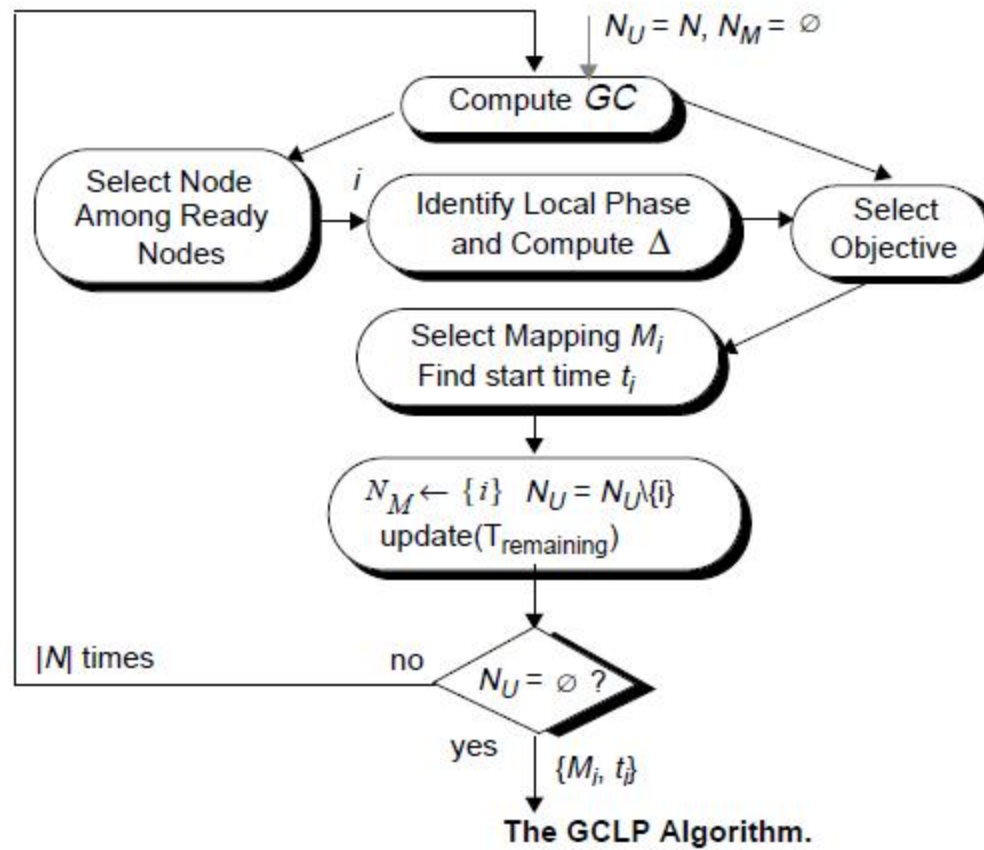 N_U = N, N_M = ∅
Compute GC
Select Node
Among Ready
Nodes
i
Identify Local Phase
and Compute Δ
Select
Objective
Select Mapping M_i
Find start time t_i
N_M ← {i} N_U = N_U\{i}
update(T_remaining)
|N| times
no
N_U = ∅ ?
yes
{M_i, t_i}
The GCLP Algorithm.